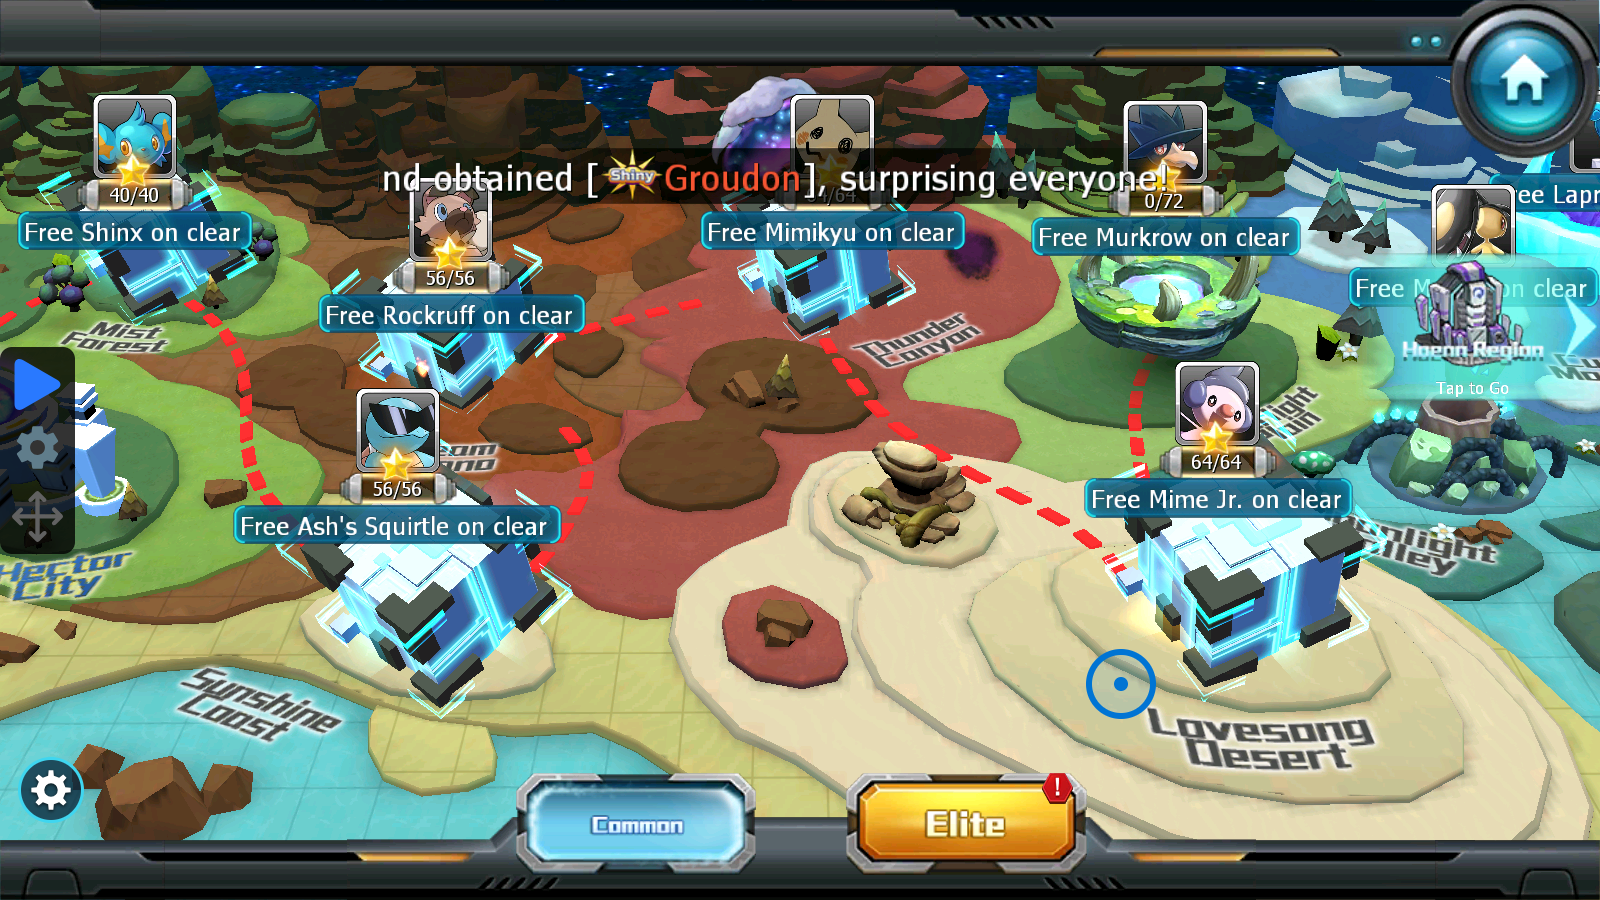 40/40
Free Shinx on clear
nd obtained [Shiny Groudon], surprising everyone!
56/56
Free Rockruff on clear
Free Mimikyu on clear
0/72
Free Murkrow on clear
Free on clear
Hoenn Region
Tap to Go
Mist
Forest
Thunder
Canyon
56/56
Free Ash's Squirtle on clear
64/64
Free Mime Jr. on clear
Hector
City
Sunshine
Coast
Lovesong
Desert
Common
Elite
!